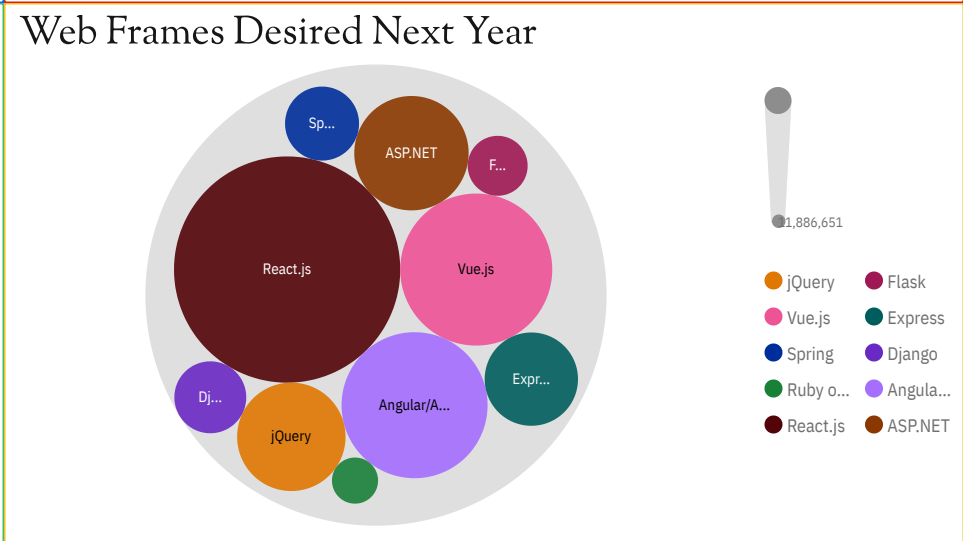 Web Frames Desired Next Year
Sp...
ASP.NET
F...
React.js
Vue.js
Dj...
jQuery
Angular/A...
Expr...
11,886,651
jQuery
Flask
Vue.js
Express
Spring
Django
Ruby o...
Angula...
React.js
ASP.NET